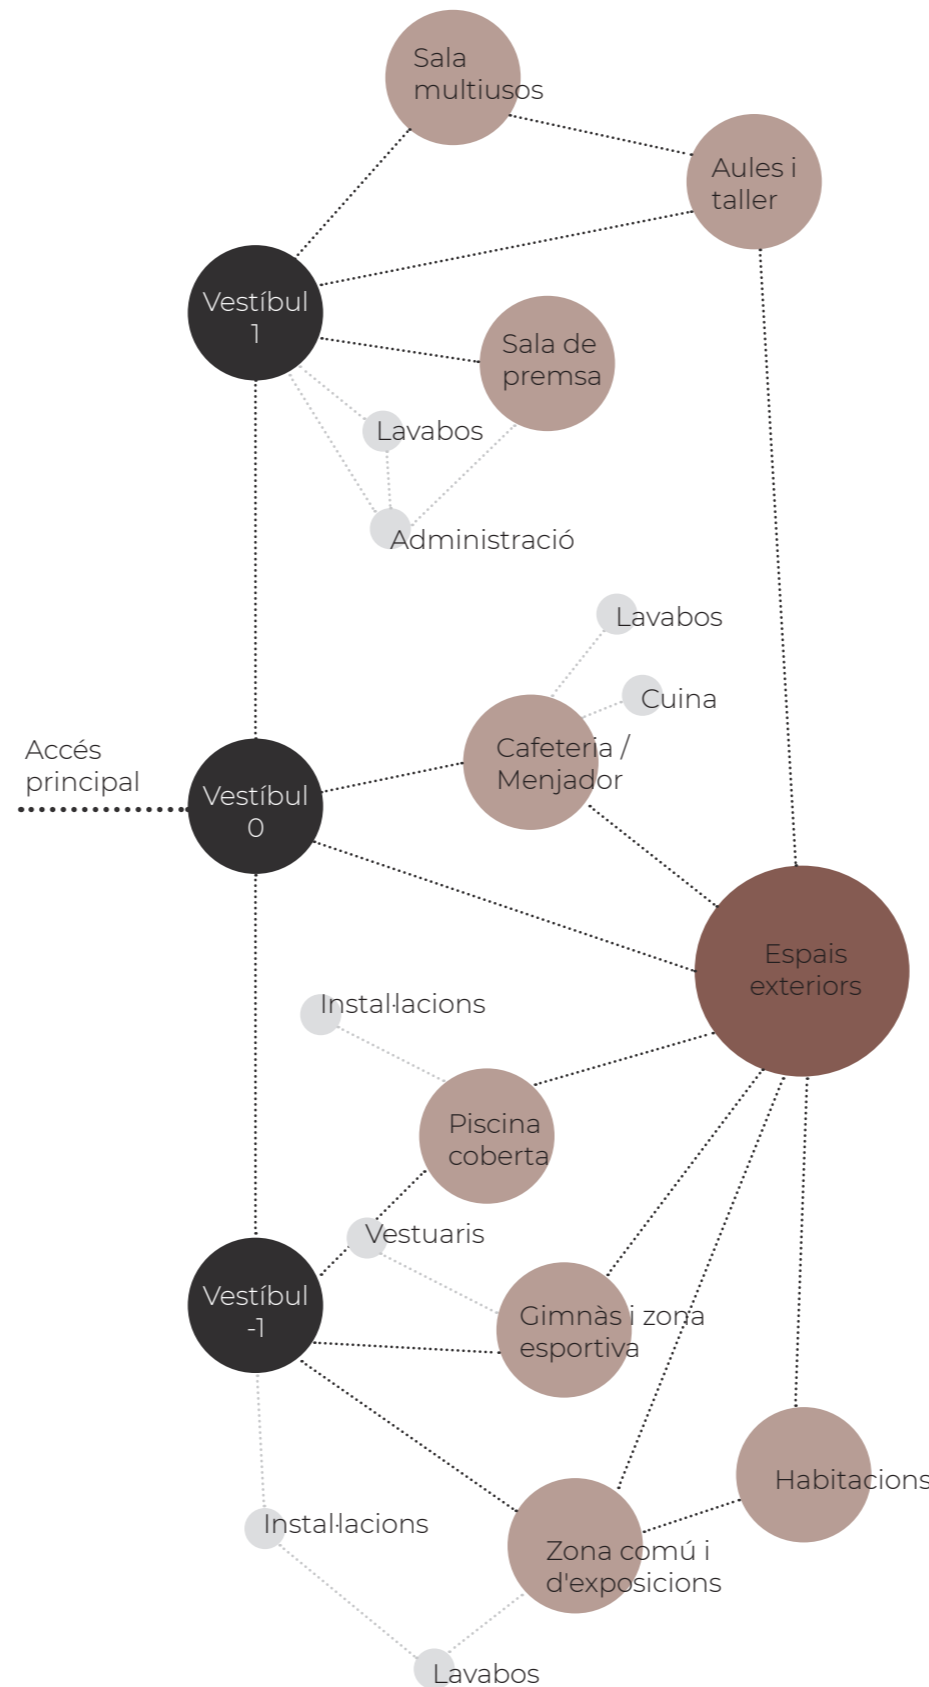 Sala
multiusos
Aules i
taller
Vestíbul
1
Sala de
premsa
Lavabos
Administració
Lavabos
Cuina
Accés
principal
Cafeteria /
Menjador
Vestíbul
0
Espais
exteriors
Instal·lacions
Piscina
coberta
Vestuaris
Vestíbul
-1
Gimnàs i zona
esportiva
Habitacions
Instal·lacions
Zona comú i
d'exposicions
Lavabos